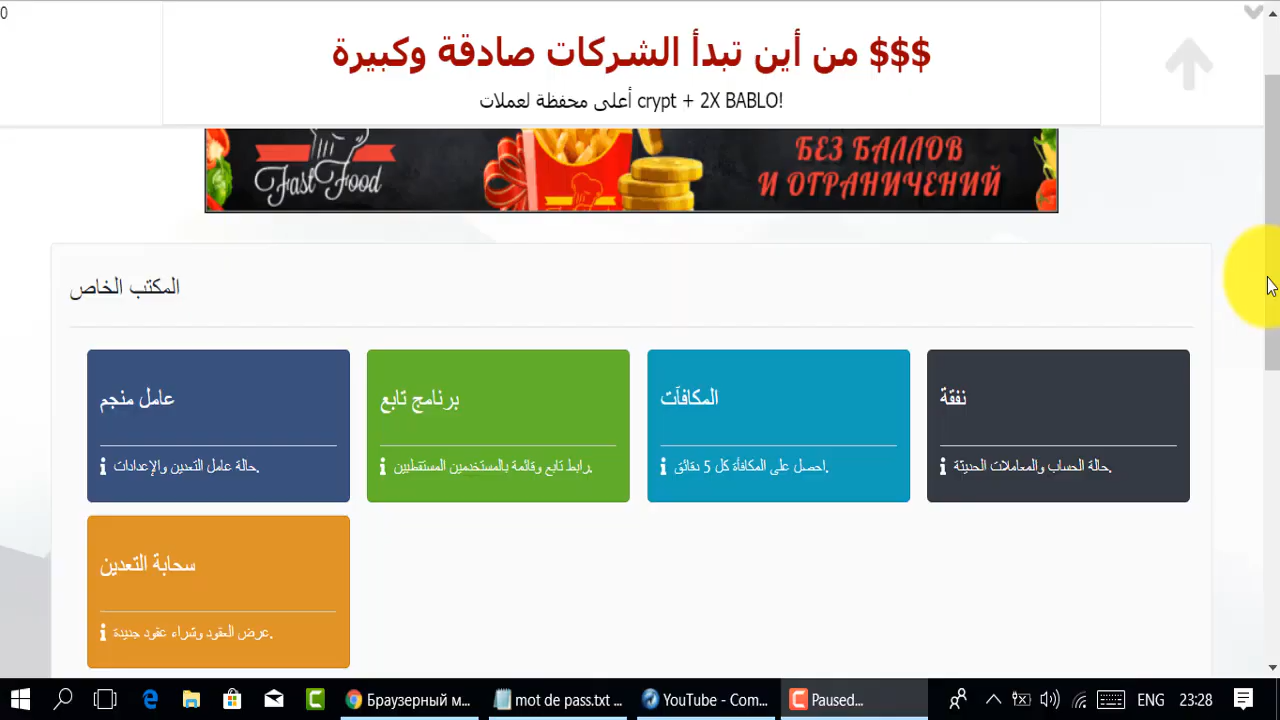 0
$$$ من أين تبدأ الشركات صادقة وكبيرة
أعلى محفظة لعملات crypt + 2X BABLO!
FastFood
БЕЗ БАЛЛОВ
И ОГРАНИЧЕНИЙ
المكتب الخاص
عامل منجم
حالة عامل التعدين والإعدادات.
برنامج تابع
رابط تابع وقائمة بالمستخدمين المستقطبين.
المكافآت
احصل على المكافأة كل 5 دقائق.
نفقة
حالة الحساب والمعاملات الحديثة.
سحابة التعدين
عرض العقود وشراء عقود جديدة.
Браузерный м...
mot de pass.txt ...
YouTube - Com...
Paused...
ENG
23:28